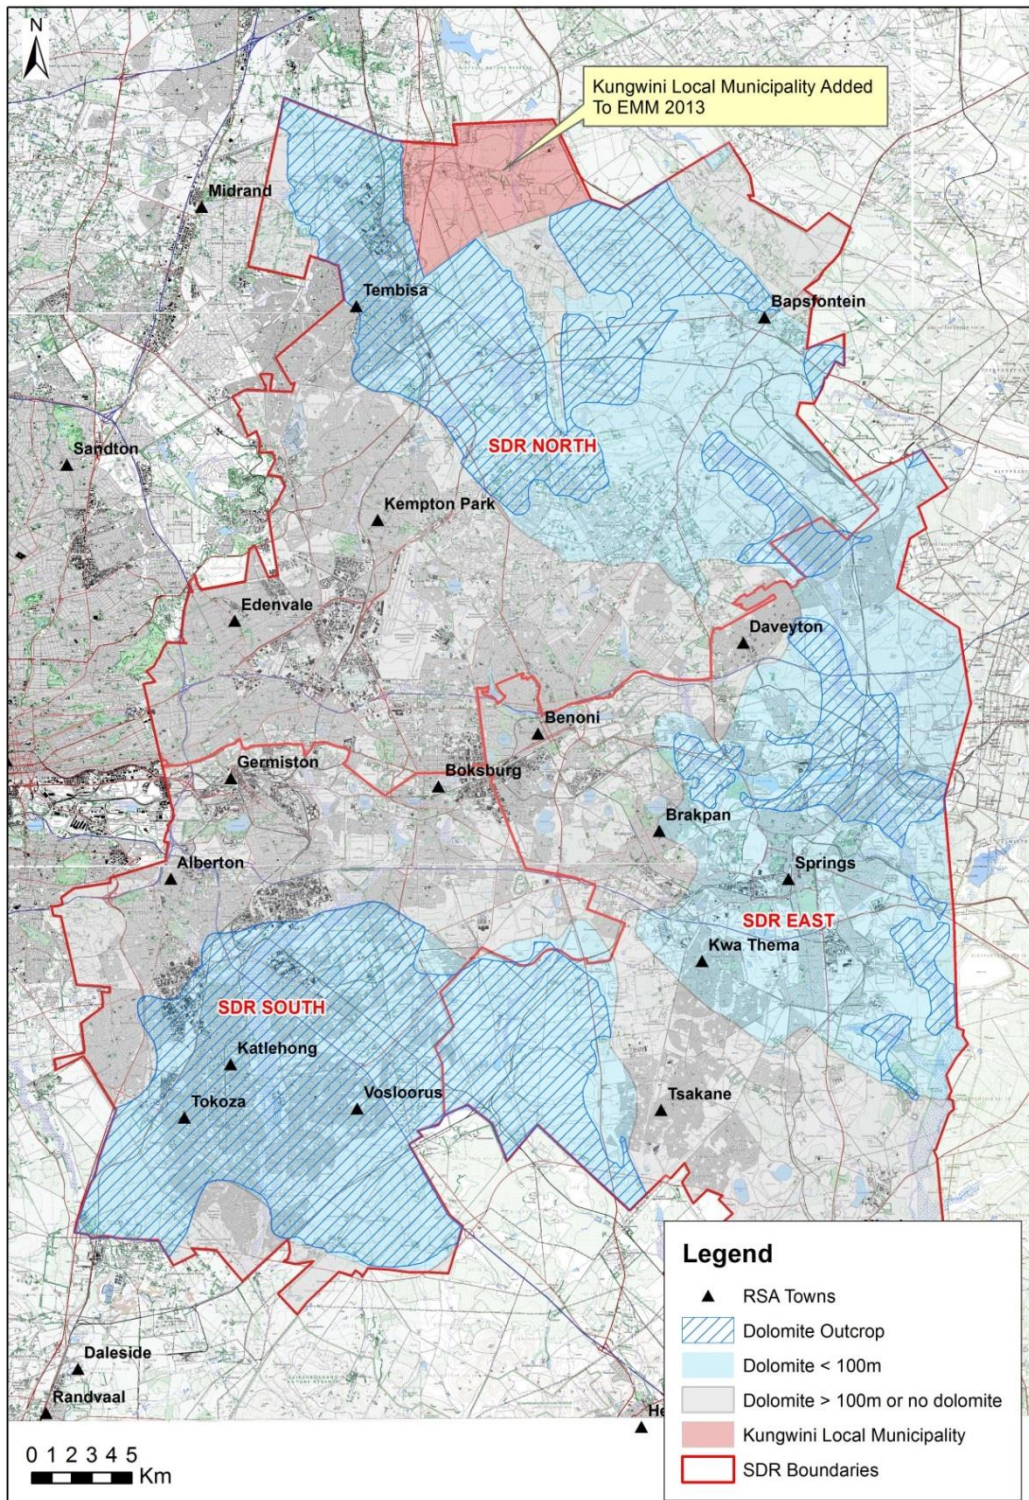 N
Kungwini Local Municipality Added
To EMM 2013
Midrand
Tembisa
Bapsfontein
SDR NORTH
Sandton
Kempton Park
Edenvale
Daveyton
Benoni
Germiston
Boksburg
Brakpan
Alberton
Springs
SDR EAST
Kwa Thema
SDR SOUTH
Katlehong
Vosloorus
Tokoza
Tsakane
Daleside
Randvaal
He
Legend
RSA Towns
Dolomite Outcrop
Dolomite < 100m
Dolomite > 100m or no dolomite
Kungwini Local Municipality
SDR Boundaries
0 1 2 3 4 5
Km